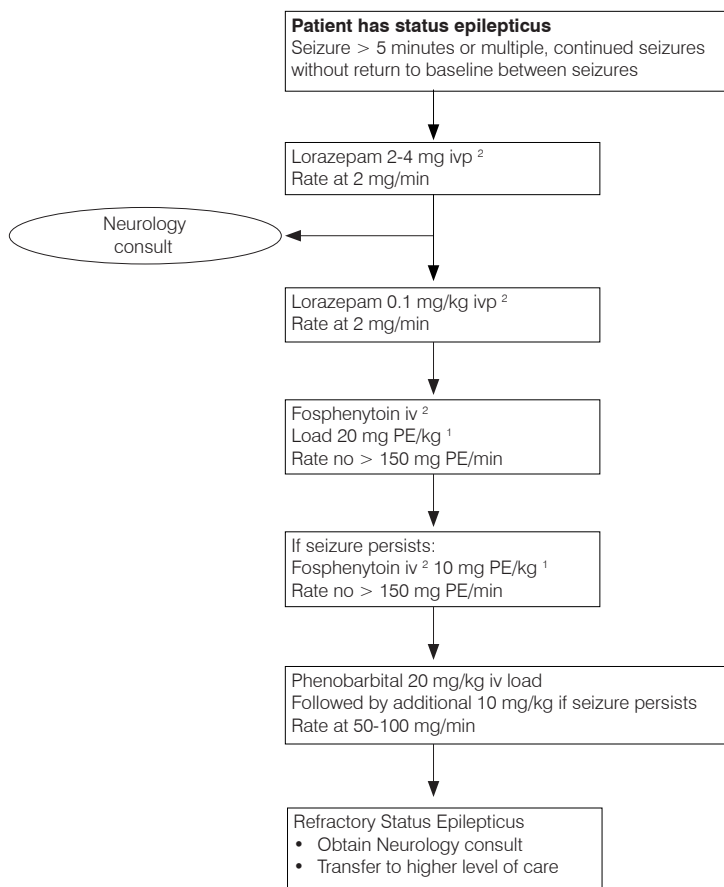 Patient has status epilepticus
Seizure > 5 minutes or multiple, continued seizures
without return to baseline between seizures
Lorazepam 2-4 mg ivp ²
Rate at 2 mg/min
Neurology
consult
Lorazepam 0.1 mg/kg ivp ²
Rate at 2 mg/min
Fosphenytoin iv ²
Load 20 mg PE/kg ¹
Rate no > 150 mg PE/min
If seizure persists:
Fosphenytoin iv ² 10 mg PE/kg ¹
Rate no > 150 mg PE/min
Phenobarbital 20 mg/kg iv load
Followed by additional 10 mg/kg if seizure persists
Rate at 50-100 mg/min
Refractory Status Epilepticus
• Obtain Neurology consult
• Transfer to higher level of care